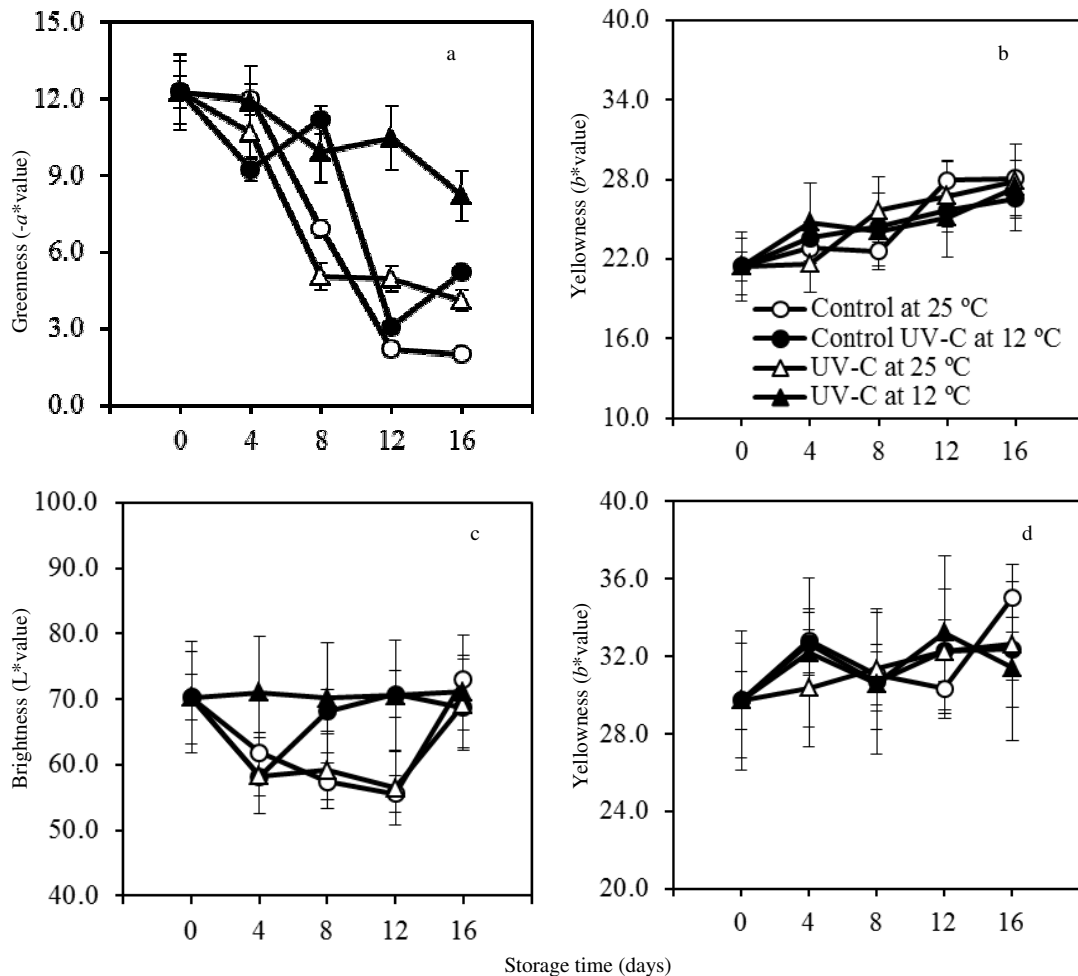 15.0
12.0
9.0
6.0
3.0
0.0
Greenness (-a*value)
a
0 4 8 12 16
40.0
34.0
28.0
22.0
16.0
10.0
Yellowness (b*value)
b
Control at 25 ºC
Control UV-C at 12 ºC
UV-C at 25 ºC
UV-C at 12 ºC
0 4 8 12 16
100.0
90.0
80.0
70.0
60.0
50.0
40.0
Brightness (L*value)
c
0 4 8 12 16
40.0
36.0
32.0
28.0
24.0
20.0
Yellowness (b*value)
d
0 4 8 12 16
Storage time (days)